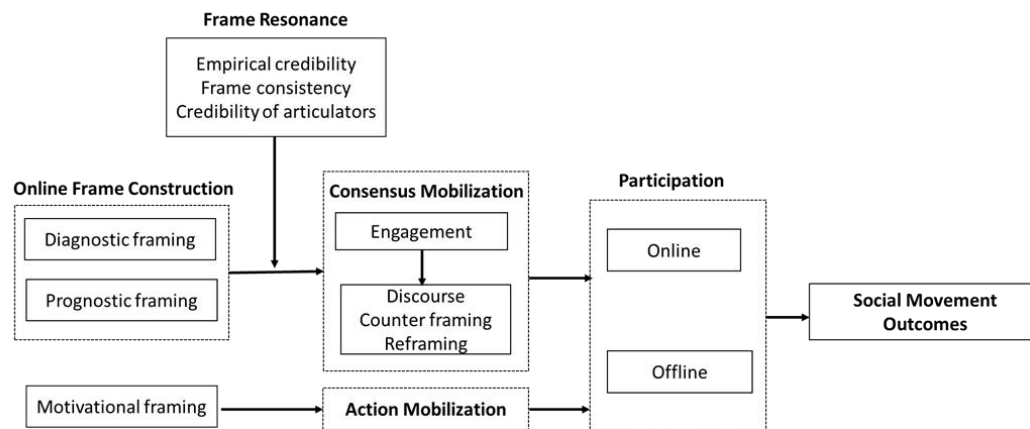 Frame Resonance
Empirical credibility
Frame consistency
Credibility of articulators
Online Frame Construction
Diagnostic framing
Prognostic framing
Consensus Mobilization
Engagement
Discourse
Counter framing
Reframing
Participation
Online
Offline
Social Movement
Outcomes
Motivational framing
Action Mobilization